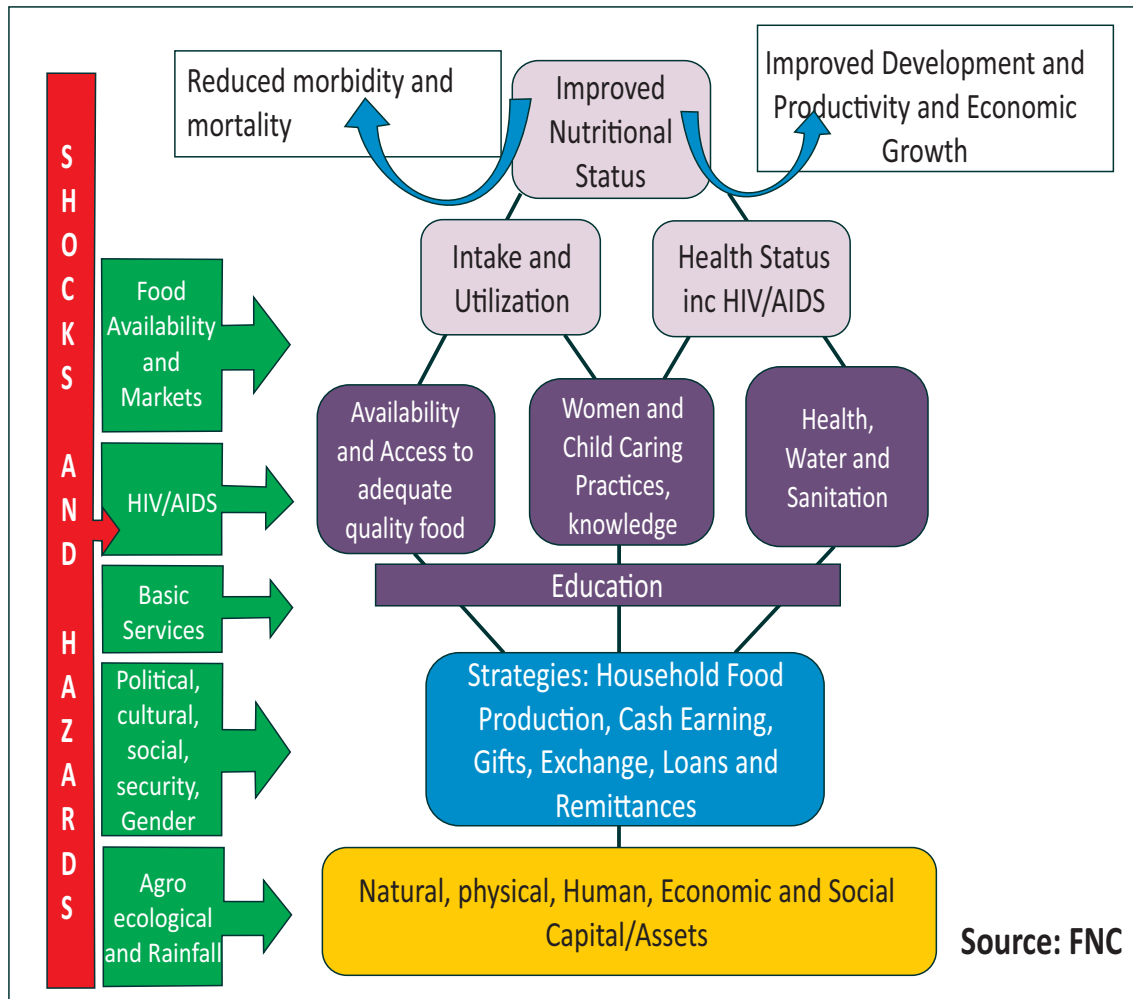 Reduced morbidity and
mortality
Improved
Nutritional
Status
Improved Development and
Productivity and Economic
Growth
SHOCKS AND HAZARDS
Intake and
Utilization
Health Status
inc HIV/AIDS
Food
Availability
and
Markets
Availability
and Access to
adequate
quality food
Women and
Child Caring
Practices,
knowledge
Health,
Water and
Sanitation
HIV/AIDS
Education
Basic
Services
Strategies: Household Food
Production, Cash Earning,
Gifts, Exchange, Loans and
Remittances
Political,
cultural,
social,
security,
Gender
Agro
ecological
and Rainfall
Natural, physical, Human, Economic and Social
Capital/Assets
Source: FNC